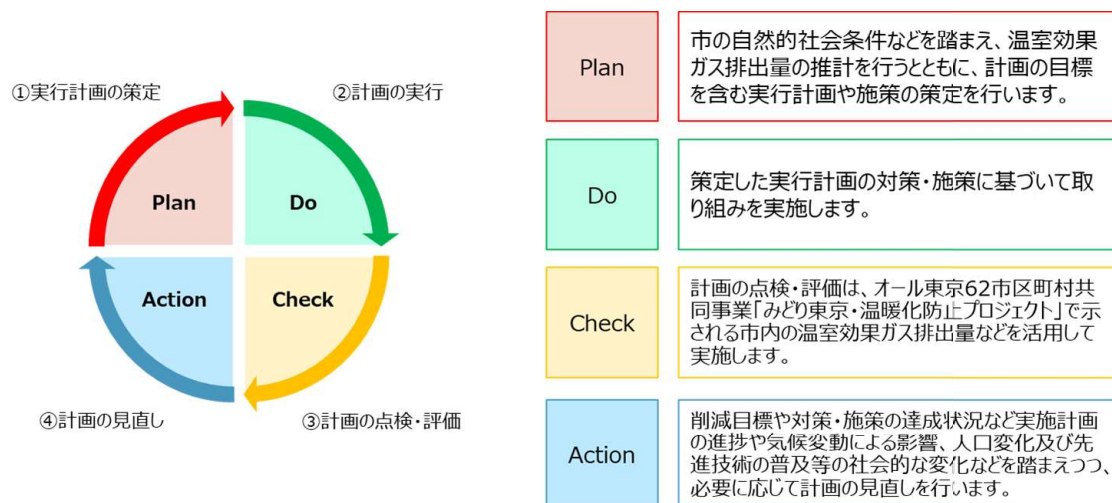 ①実行計画の策定
②計画の実行
Plan
Do
Action
Check
④計画の見直し
③計画の点検・評価
Plan
市の自然的社会条件などを踏まえ、温室効果
ガス排出量の推計を行うとともに、計画の目標
を含む実行計画や施策の策定を行います。
Do
策定した実行計画の対策・施策に基づいて取
り組みを実施します。
Check
計画の点検・評価は、オール東京62市区町村共
同事業「みどり東京・温暖化防止プロジェクト」で示
される市内の温室効果ガス排出量などを活用して
実施します。
Action
削減目標や対策・施策の達成状況など実施計画
の進捗や気候変動による影響、人口変化及び先
進技術の普及等の社会的な変化などを踏まえつつ、
必要に応じて計画の見直しを行います。